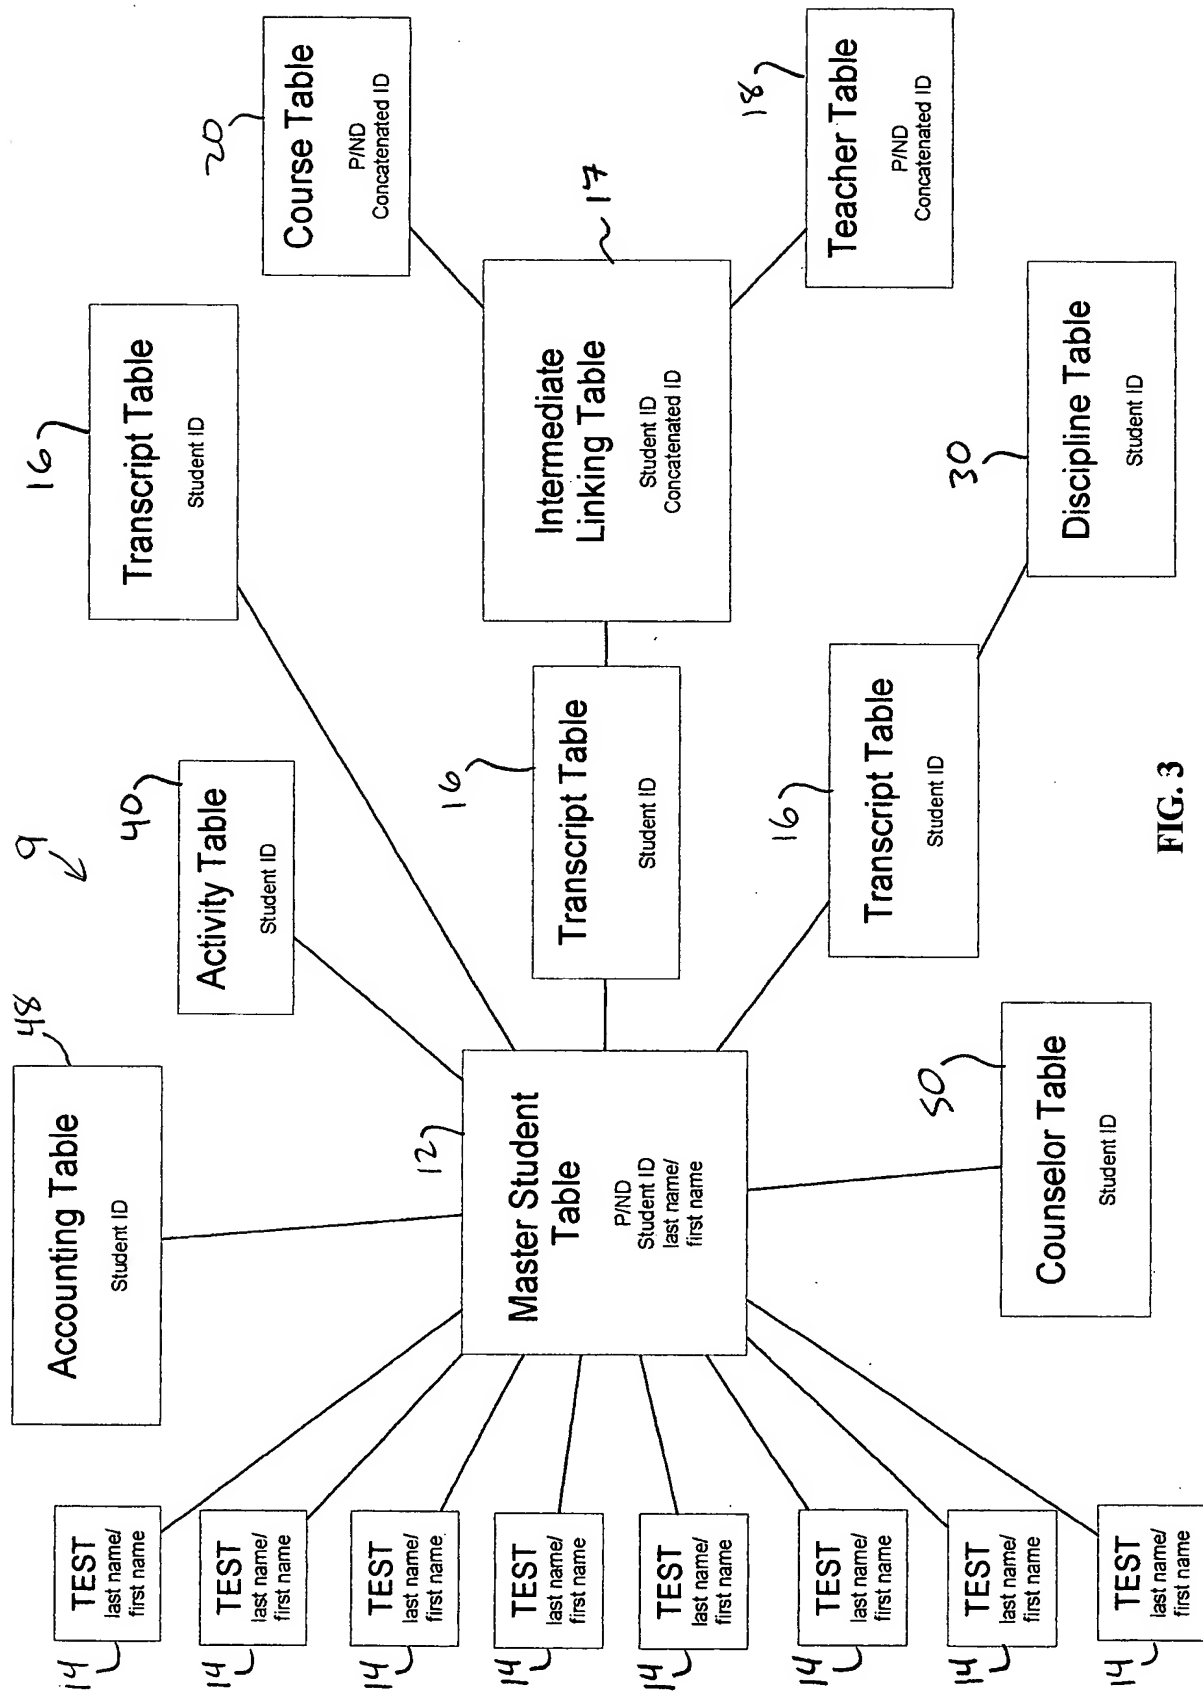 9
48
Accounting Table
Student ID
40
Activity Table
Student ID
16
Transcript Table
Student ID
20
Course Table
P/ND
Concatenated ID
12
Master Student
Table
P/ND
Student ID
last name/
first name
16
Transcript Table
Student ID
17
Intermediate
Linking Table
Student ID
Concatenated ID
18
Teacher Table
P/ND
Concatenated ID
16
Transcript Table
Student ID
30
Discipline Table
Student ID
50
Counselor Table
Student ID
14
TEST
last name/
first name
14
TEST
last name/
first name
14
TEST
last name/
first name
14
TEST
last name/
first name
14
TEST
last name/
first name
14
TEST
last name/
first name
14
TEST
last name/
first name
14
TEST
last name/
first name
FIG. 3